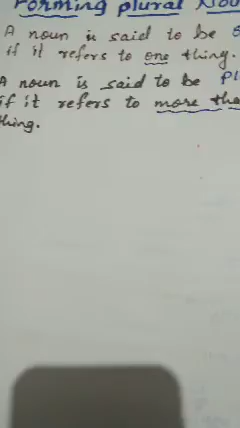 Forming plural
A noun is said to be
if it refers to one thing.
A noun is said to be
if it refers to more
thing.